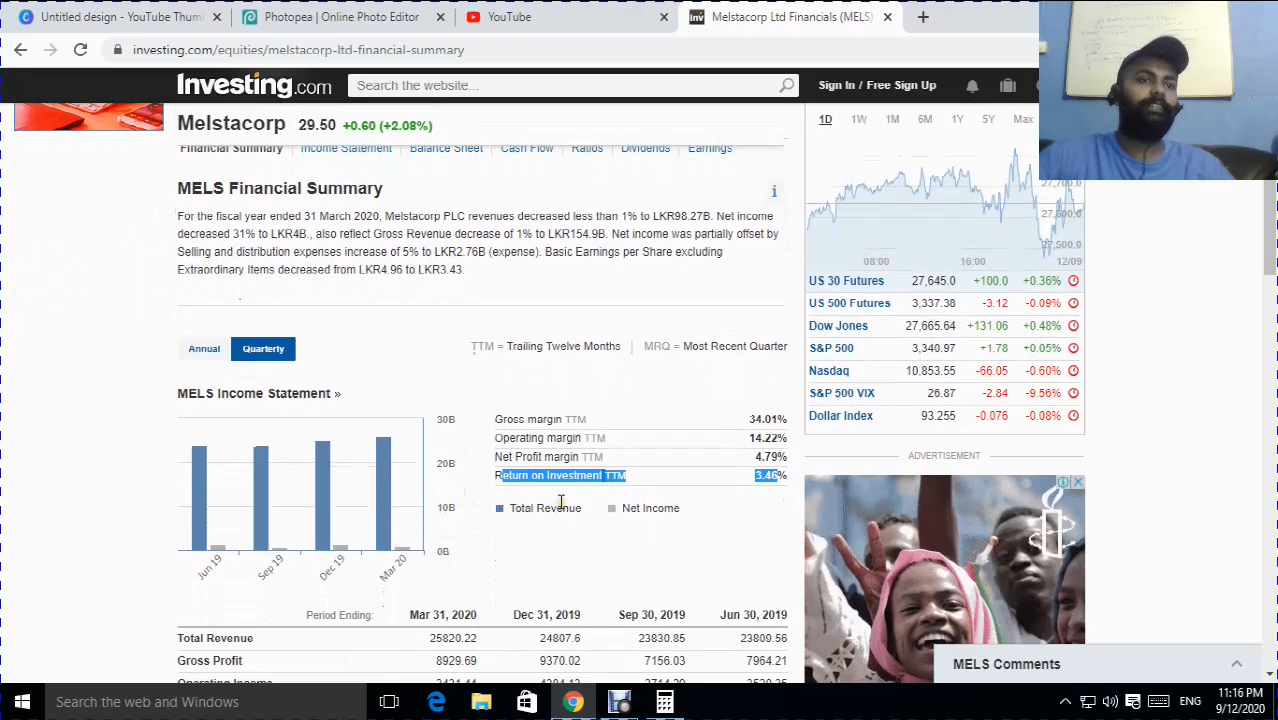 Untitled design - YouTube Thum
Photopea | Online Photo Editor
YouTube
Melstacorp Ltd Financials (MELS)
investing.com/equities/melstacorp-ltd-financial-summary
Investing.com
Search the website...
Sign In / Free Sign Up
Melstacorp 29.50 +0.60 (+2.08%)
Financial Summary Income Statement Balance Sheet Cash Flow Ratios Dividends Earnings
MELS Financial Summary
For the fiscal year ended 31 March 2020, Melstacorp PLC revenues decreased less than 1% to LKR98.27B. Net income
decreased 31% to LKR4B., also reflect Gross Revenue decrease of 1% to LKR154.9B. Net income was partially offset by
Selling and distribution expenses increase of 5% to LKR2.76B (expense). Basic Earnings per Share excluding
Extraordinary Items decreased from LKR4.96 to LKR3.43.
Annual Quarterly
TTM = Trailing Twelve Months MRQ = Most Recent Quarter
MELS Income Statement »
30B
20B
10B
0B
Jun 19 Sep 19 Dec 19 Mar 20
Gross margin TTM 34.01%
Operating margin TTM 14.22%
Net Profit margin TTM 4.79%
Return on Investment TTM 3.46%
Total Revenue Net Income
Period Ending: Mar 31, 2020 Dec 31, 2019 Sep 30, 2019 Jun 30, 2019
Total Revenue 25820.22 24807.6 23830.85 23809.56
Gross Profit 8929.69 9370.02 7156.03 7964.21
1D 1W 1M 6M 1Y 5Y Max
27,700.0
27,600.0
27,500.0
08:00 16:00 12/09
US 30 Futures 27,645.0 +100.0 +0.36%
US 500 Futures 3,337.38 -3.12 -0.09%
Dow Jones 27,665.64 +131.06 +0.48%
S&P 500 3,340.97 +1.78 +0.05%
Nasdaq 10,853.55 -66.05 -0.60%
S&P 500 VIX 26.87 -2.84 -9.56%
Dollar Index 93.255 -0.076 -0.08%
ADVERTISEMENT
MELS Comments
Search the web and Windows
ENG
11:16 PM
9/12/2020